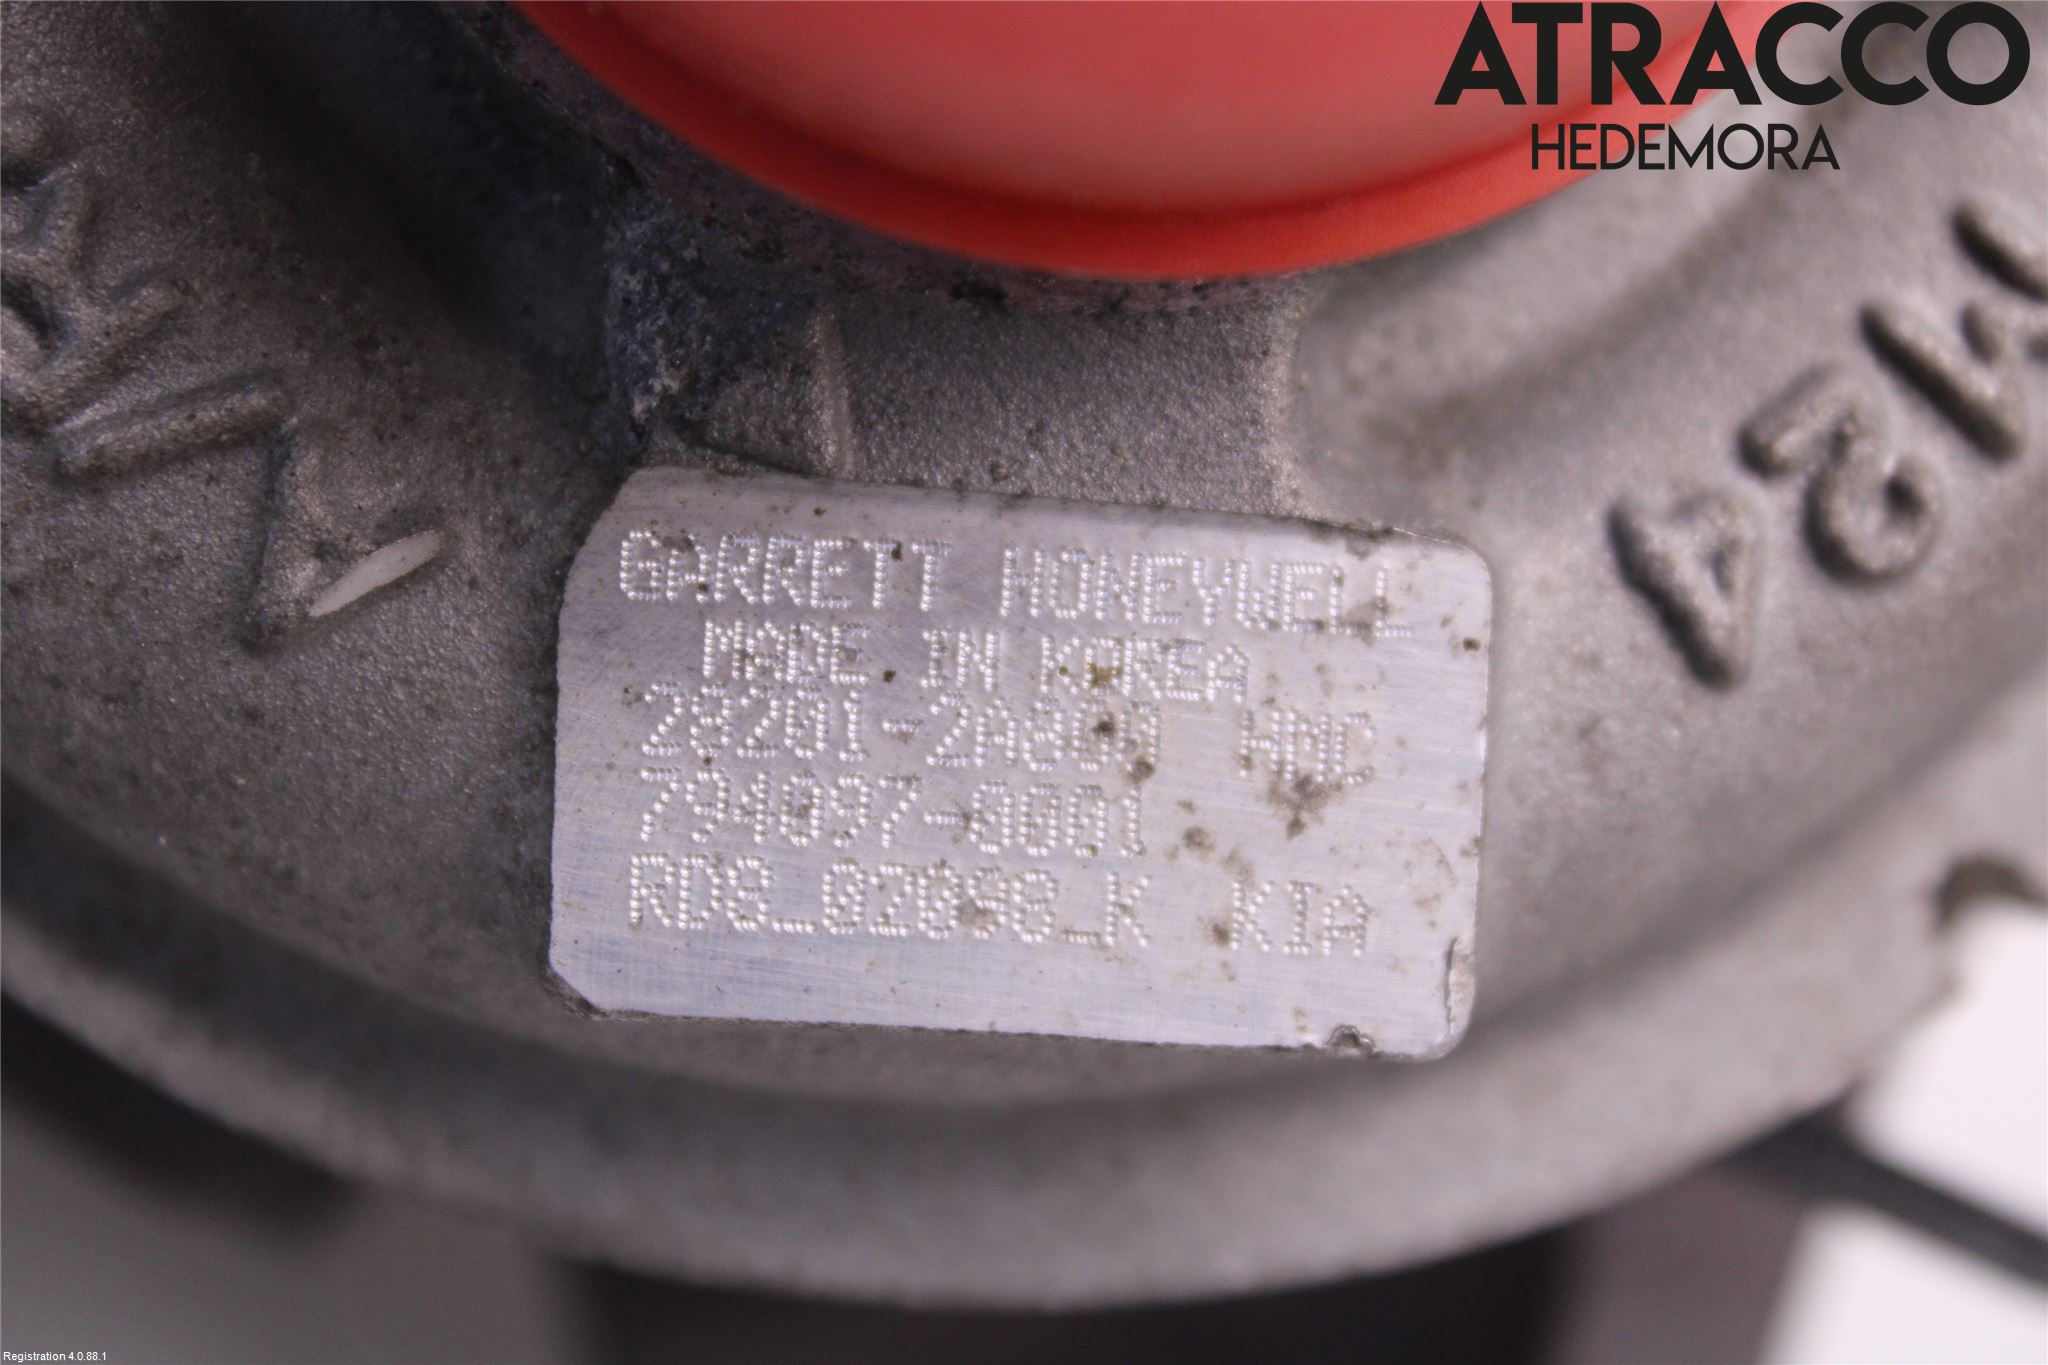 ATRACCO
HEDEMORA
M24
GARRETT HONEYWELL
MADE IN KOREA
28201-2A800 HMC
794097-0001
RD8_02098_K KIA
Registration 4.0.88.1